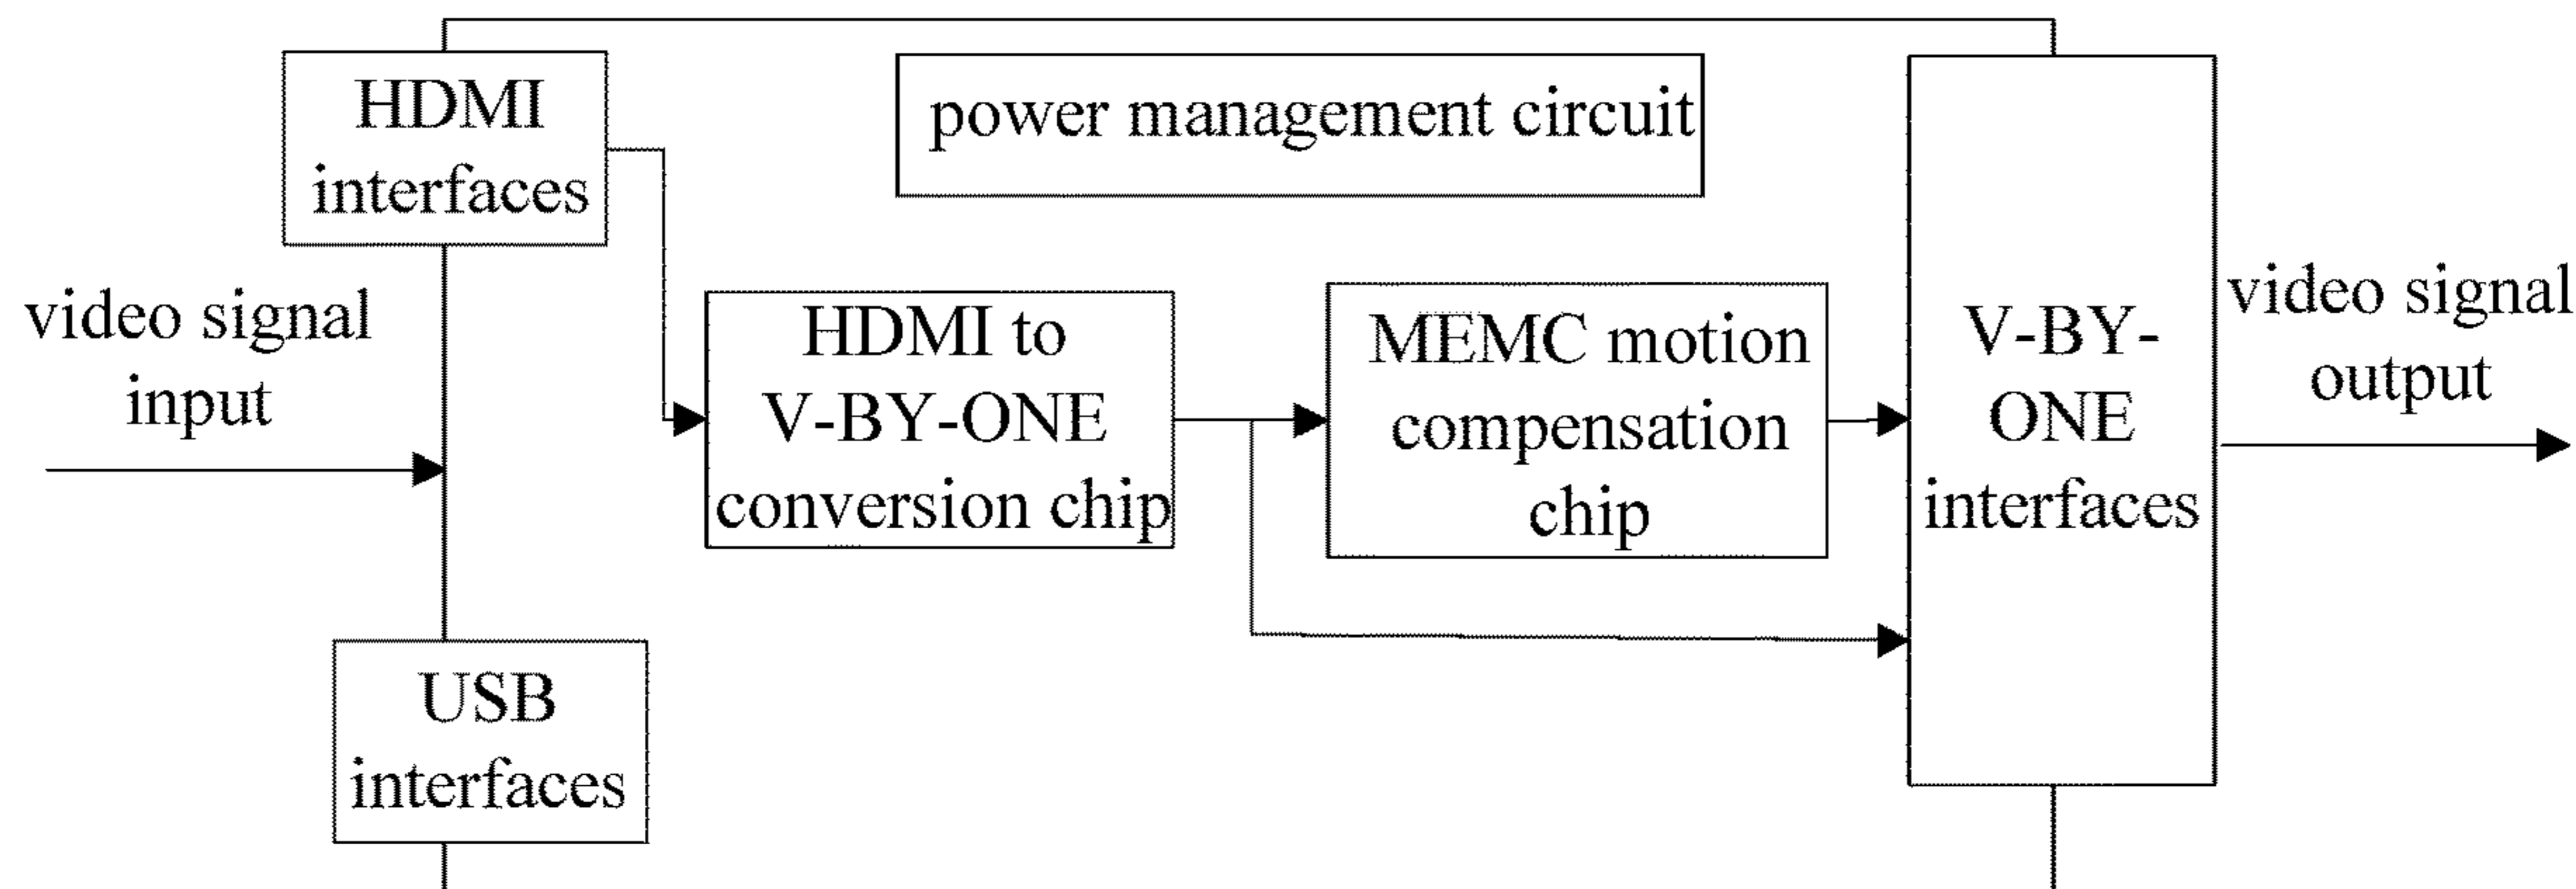 HDMI
interfaces
power management circuit
video signal
input
HDMI to
V-BY-ONE
conversion chip
MEMC motion
compensation
chip
V-BY-
ONE
interfaces
video signal
output
USB
interfaces